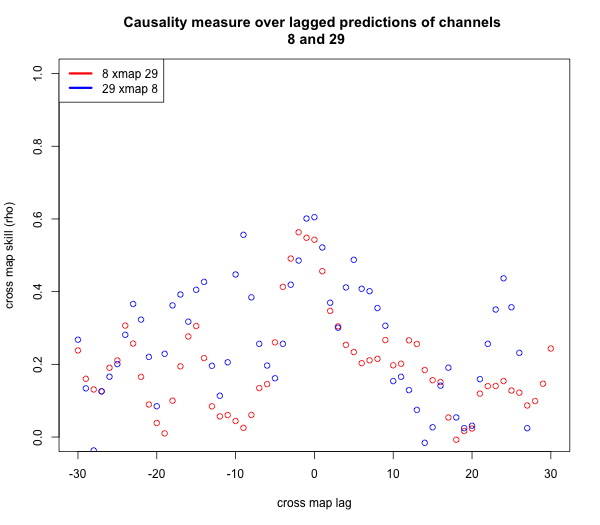 Causality measure over lagged predictions of channels
8 and 29
8 xmap 29
29 xmap 8
cross map skill (rho)
1.0
0.8
0.6
0.4
0.2
0.0
-30
-20
-10
0
10
20
30
cross map lag